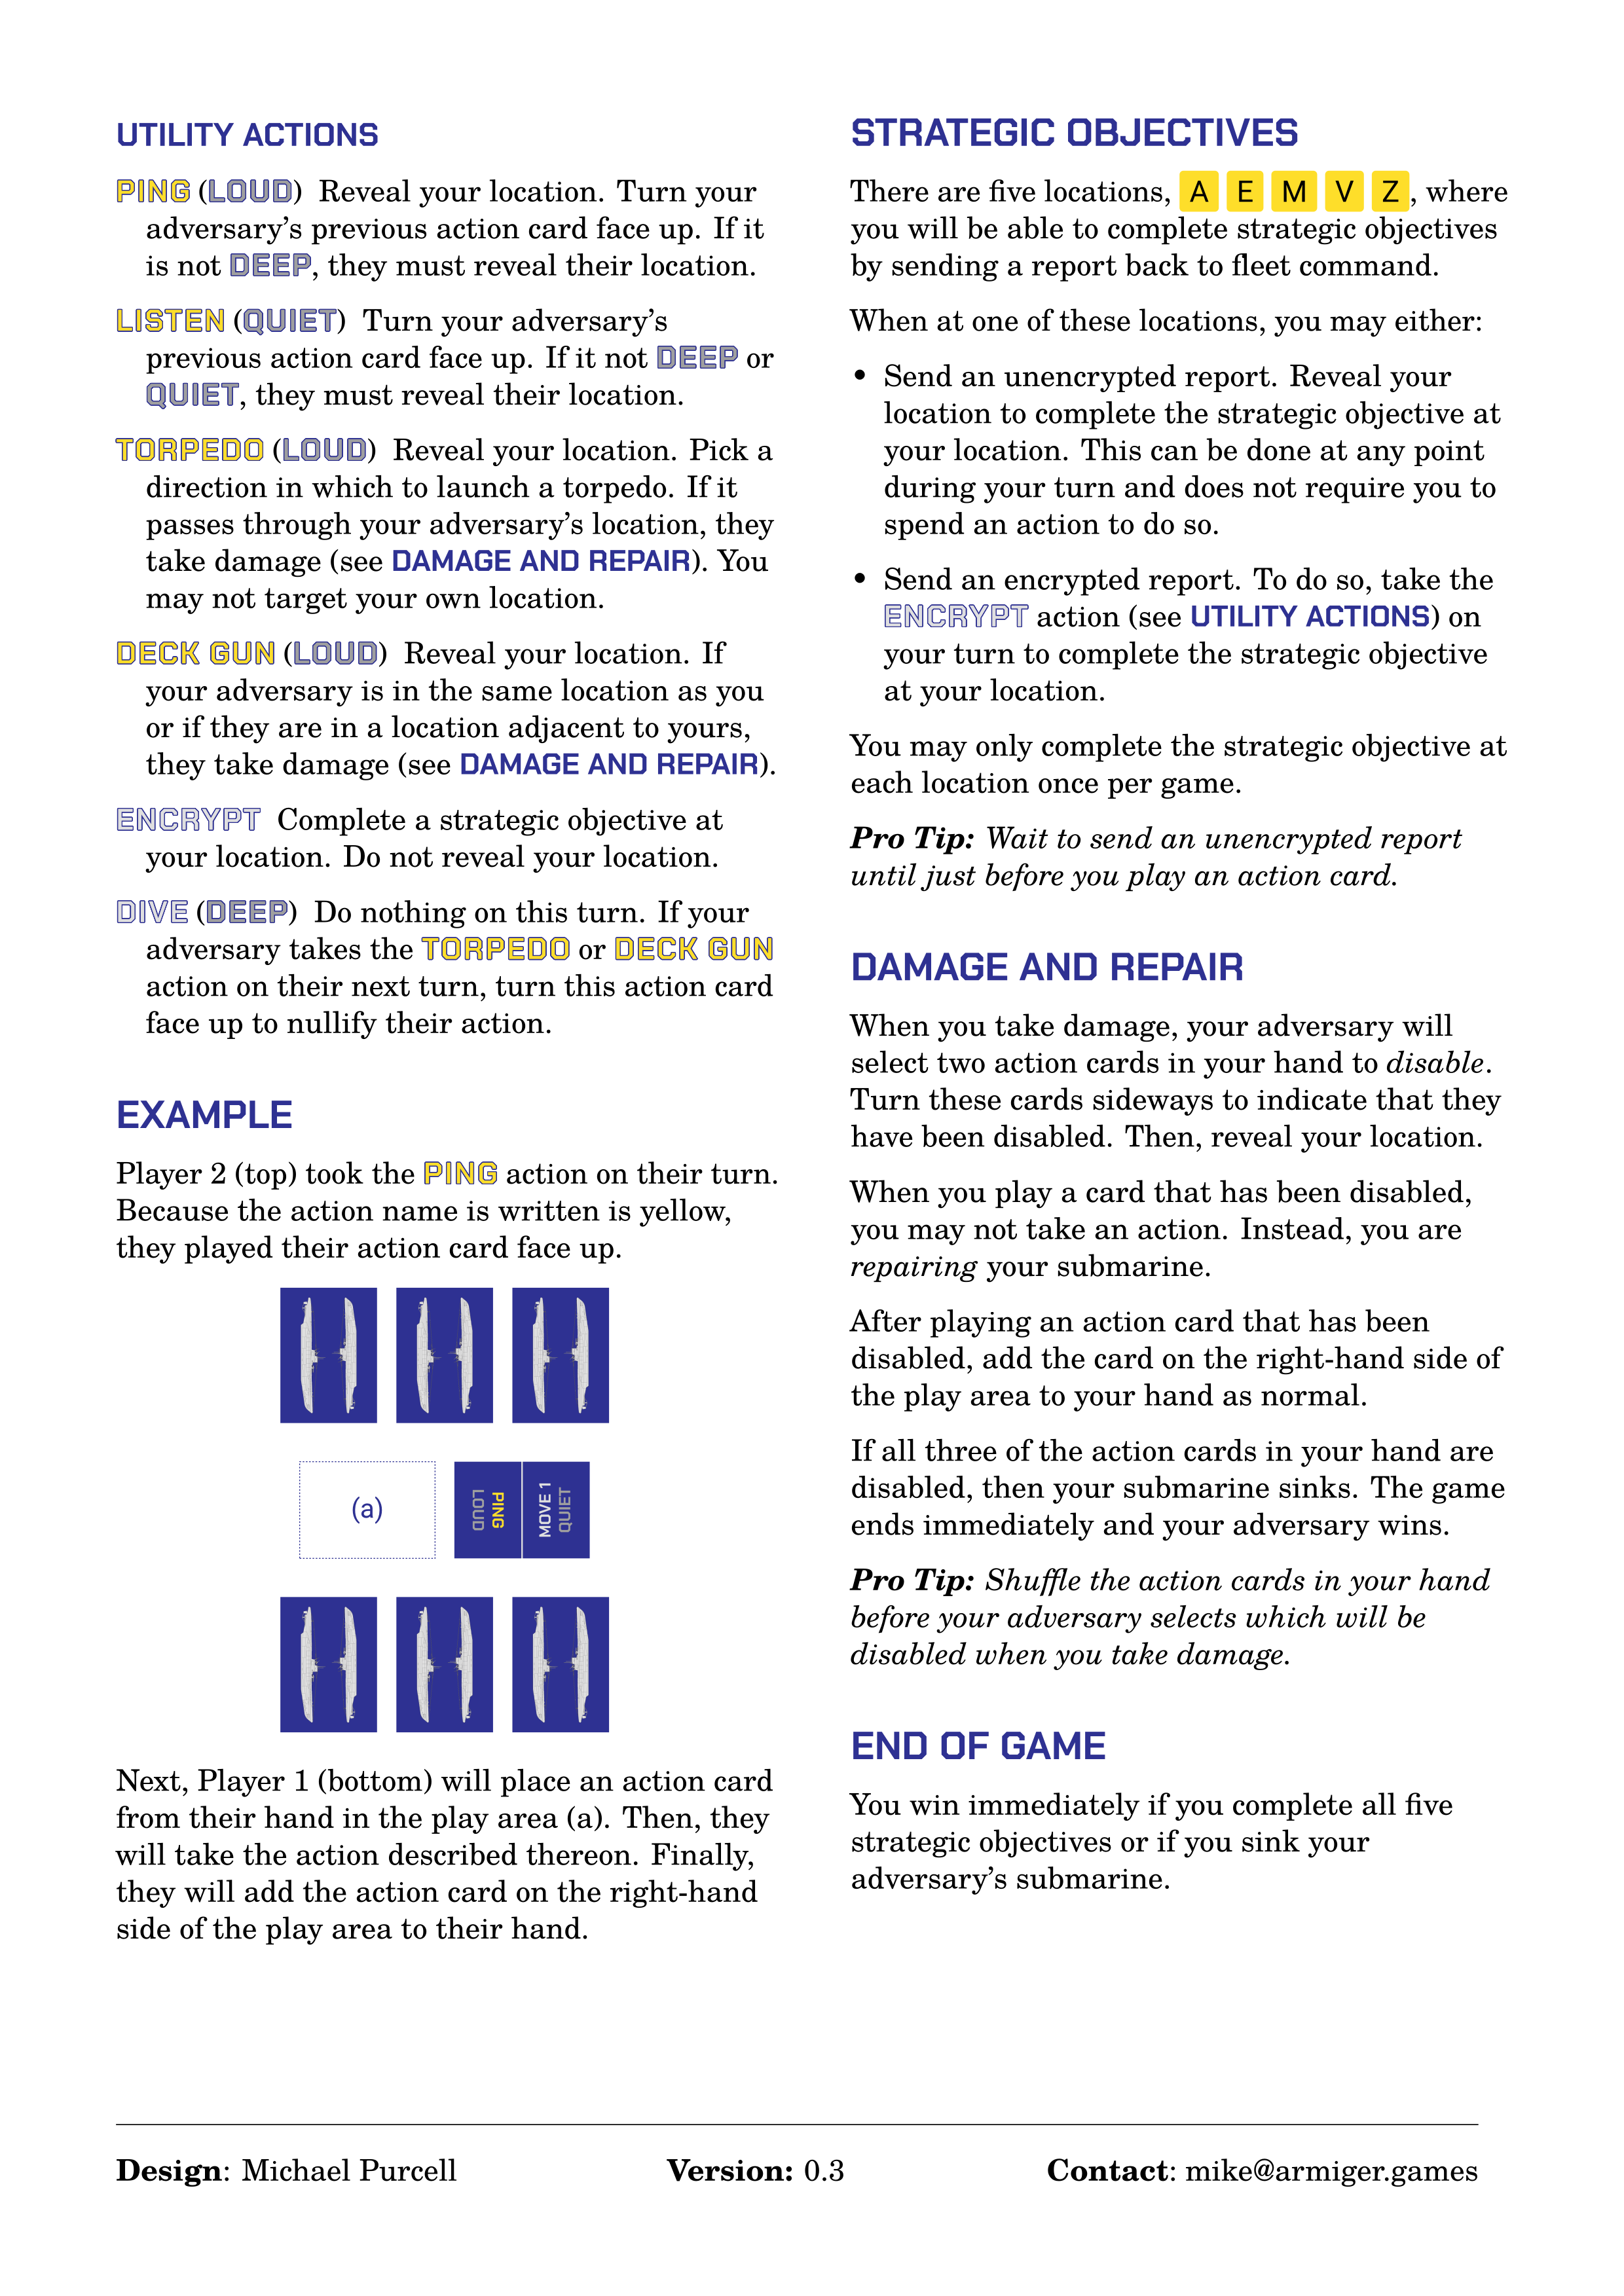 UTILITY ACTIONS
PING (LOUD) Reveal your location. Turn your
adversary's previous action card face up. If it
is not DEEP, they must reveal their location.
LISTEN (QUIET) Turn your adversary's
previous action card face up. If it not DEEP or
QUIET, they must reveal their location.
TORPEDO (LOUD) Reveal your location. Pick a
direction in which to launch a torpedo. If it
passes through your adversary's location, they
take damage (see DAMAGE AND REPAIR). You
may not target your own location.
DECK GUN (LOUD) Reveal your location. If
your adversary is in the same location as you
or if they are in a location adjacent to yours,
they take damage (see DAMAGE AND REPAIR).
ENCRYPT Complete a strategic objective at
your location. Do not reveal your location.
DIVE (DEEP) Do nothing on this turn. If your
adversary takes the TORPEDO or DECK GUN
action on their next turn, turn this action card
face up to nullify their action.
EXAMPLE
Player 2 (top) took the PING action on their turn.
Because the action name is written is yellow,
they played their action card face up.
(a)
PING
LOUD
MOVE 1
QUIET
Next, Player 1 (bottom) will place an action card
from their hand in the play area (a). Then, they
will take the action described thereon. Finally,
they will add the action card on the right-hand
side of the play area to their hand.
STRATEGIC OBJECTIVES
There are five locations, A E M V Z, where
you will be able to complete strategic objectives
by sending a report back to fleet command.
When at one of these locations, you may either:
• Send an unencrypted report. Reveal your
location to complete the strategic objective at
your location. This can be done at any point
during your turn and does not require you to
spend an action to do so.
• Send an encrypted report. To do so, take the
ENCRYPT action (see UTILITY ACTIONS) on
your turn to complete the strategic objective
at your location.
You may only complete the strategic objective at
each location once per game.
Pro Tip: Wait to send an unencrypted report
until just before you play an action card.
DAMAGE AND REPAIR
When you take damage, your adversary will
select two action cards in your hand to disable.
Turn these cards sideways to indicate that they
have been disabled. Then, reveal your location.
When you play a card that has been disabled,
you may not take an action. Instead, you are
repairing your submarine.
After playing an action card that has been
disabled, add the card on the right-hand side of
the play area to your hand as normal.
If all three of the action cards in your hand are
disabled, then your submarine sinks. The game
ends immediately and your adversary wins.
Pro Tip: Shuffle the action cards in your hand
before your adversary selects which will be
disabled when you take damage.
END OF GAME
You win immediately if you complete all five
strategic objectives or if you sink your
adversary's submarine.
Design: Michael Purcell Version: 0.3 Contact: mike@armiger.games